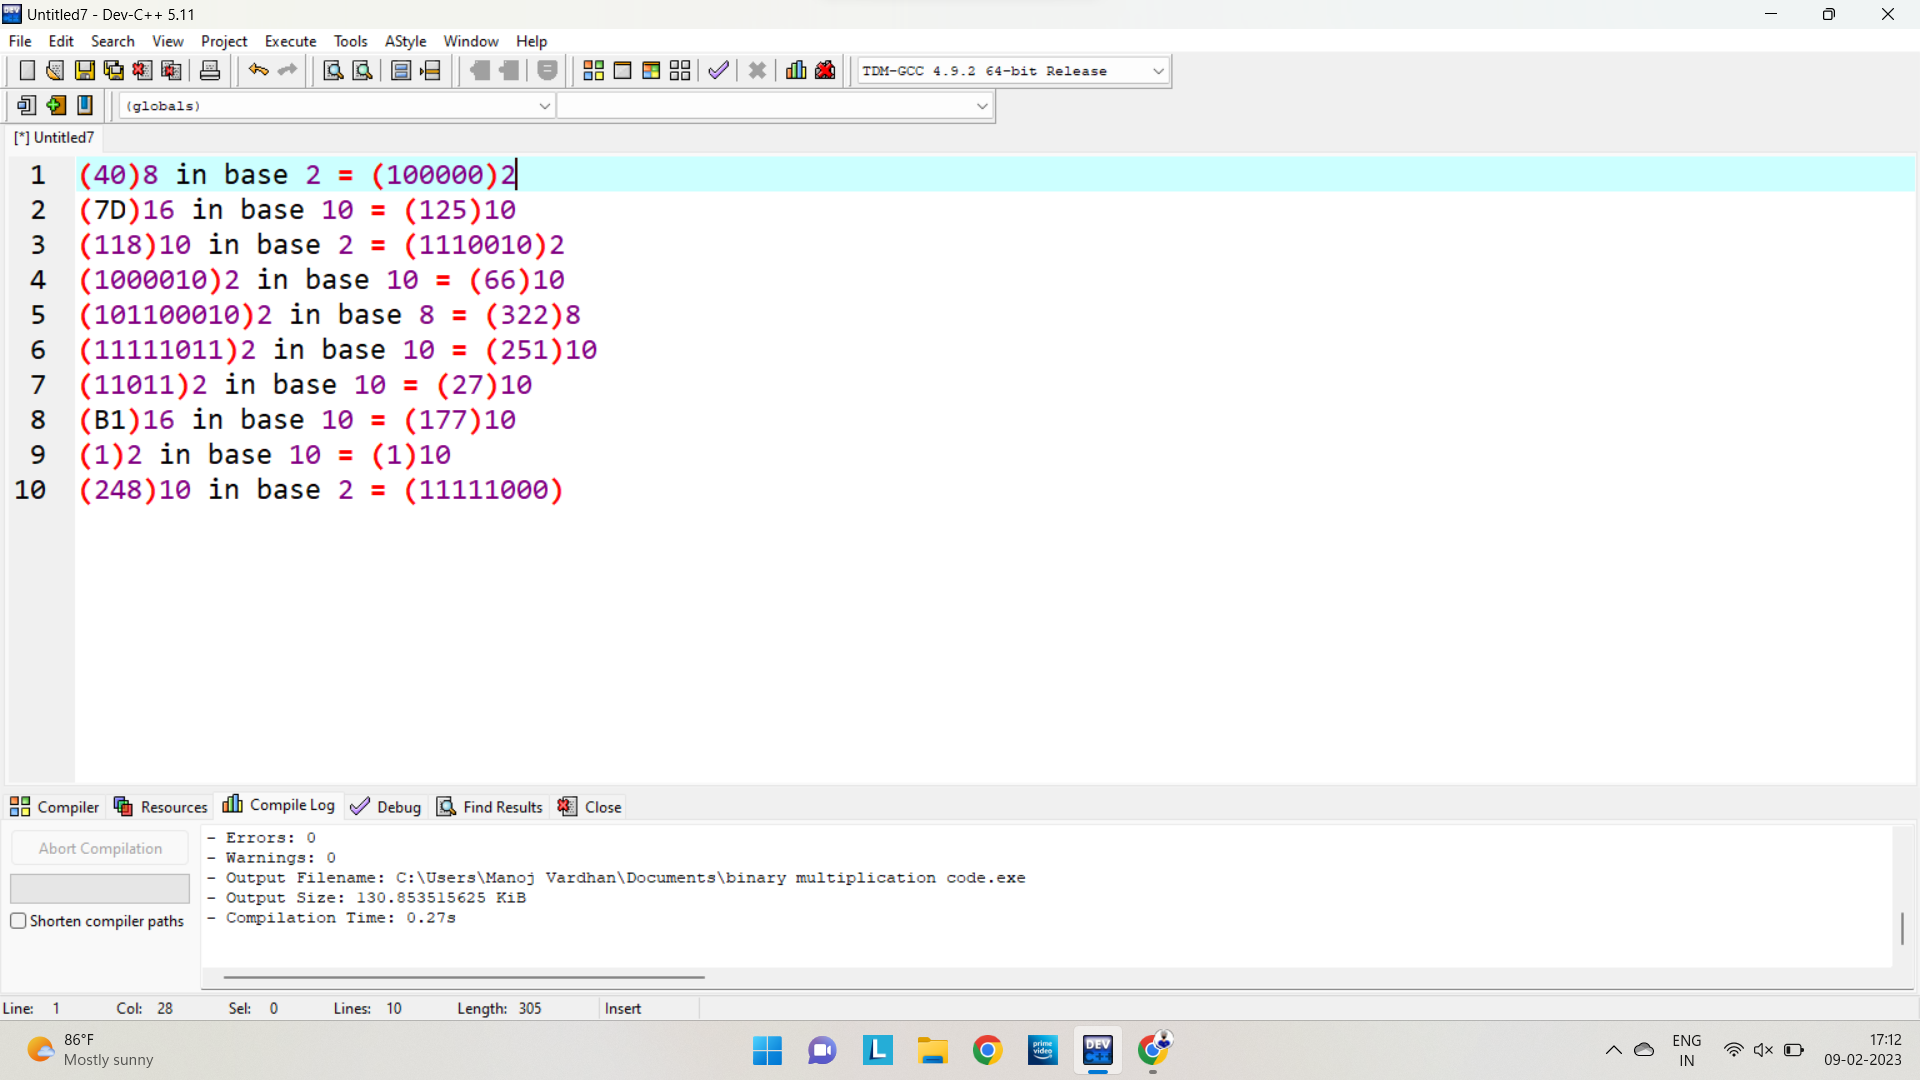 Untitled7 - Dev-C++ 5.11
File Edit Search View Project Execute Tools AStyle Window Help
TDM-GCC 4.9.2 64-bit Release
(globals)
[*] Untitled7
1 (40)8 in base 2 = (100000)2
2 (7D)16 in base 10 = (125)10
3 (118)10 in base 2 = (1110010)2
4 (1000010)2 in base 10 = (66)10
5 (101100010)2 in base 8 = (322)8
6 (11111011)2 in base 10 = (251)10
7 (11011)2 in base 10 = (27)10
8 (B1)16 in base 10 = (177)10
9 (1)2 in base 10 = (1)10
10 (248)10 in base 2 = (11111000)
Compiler Resources Compile Log Debug Find Results Close
Abort Compilation
Shorten compiler paths
- Errors: 0
- Warnings: 0
- Output Filename: C:\Users\Manoj Vardhan\Documents\binary multiplication code.exe
- Output Size: 130.853515625 KiB
- Compilation Time: 0.27s
Line: 1 Col: 28 Sel: 0 Lines: 10 Length: 305 Insert
86°F
Mostly sunny
L
prime video
DEV C++
ENG
IN
17:12
09-02-2023